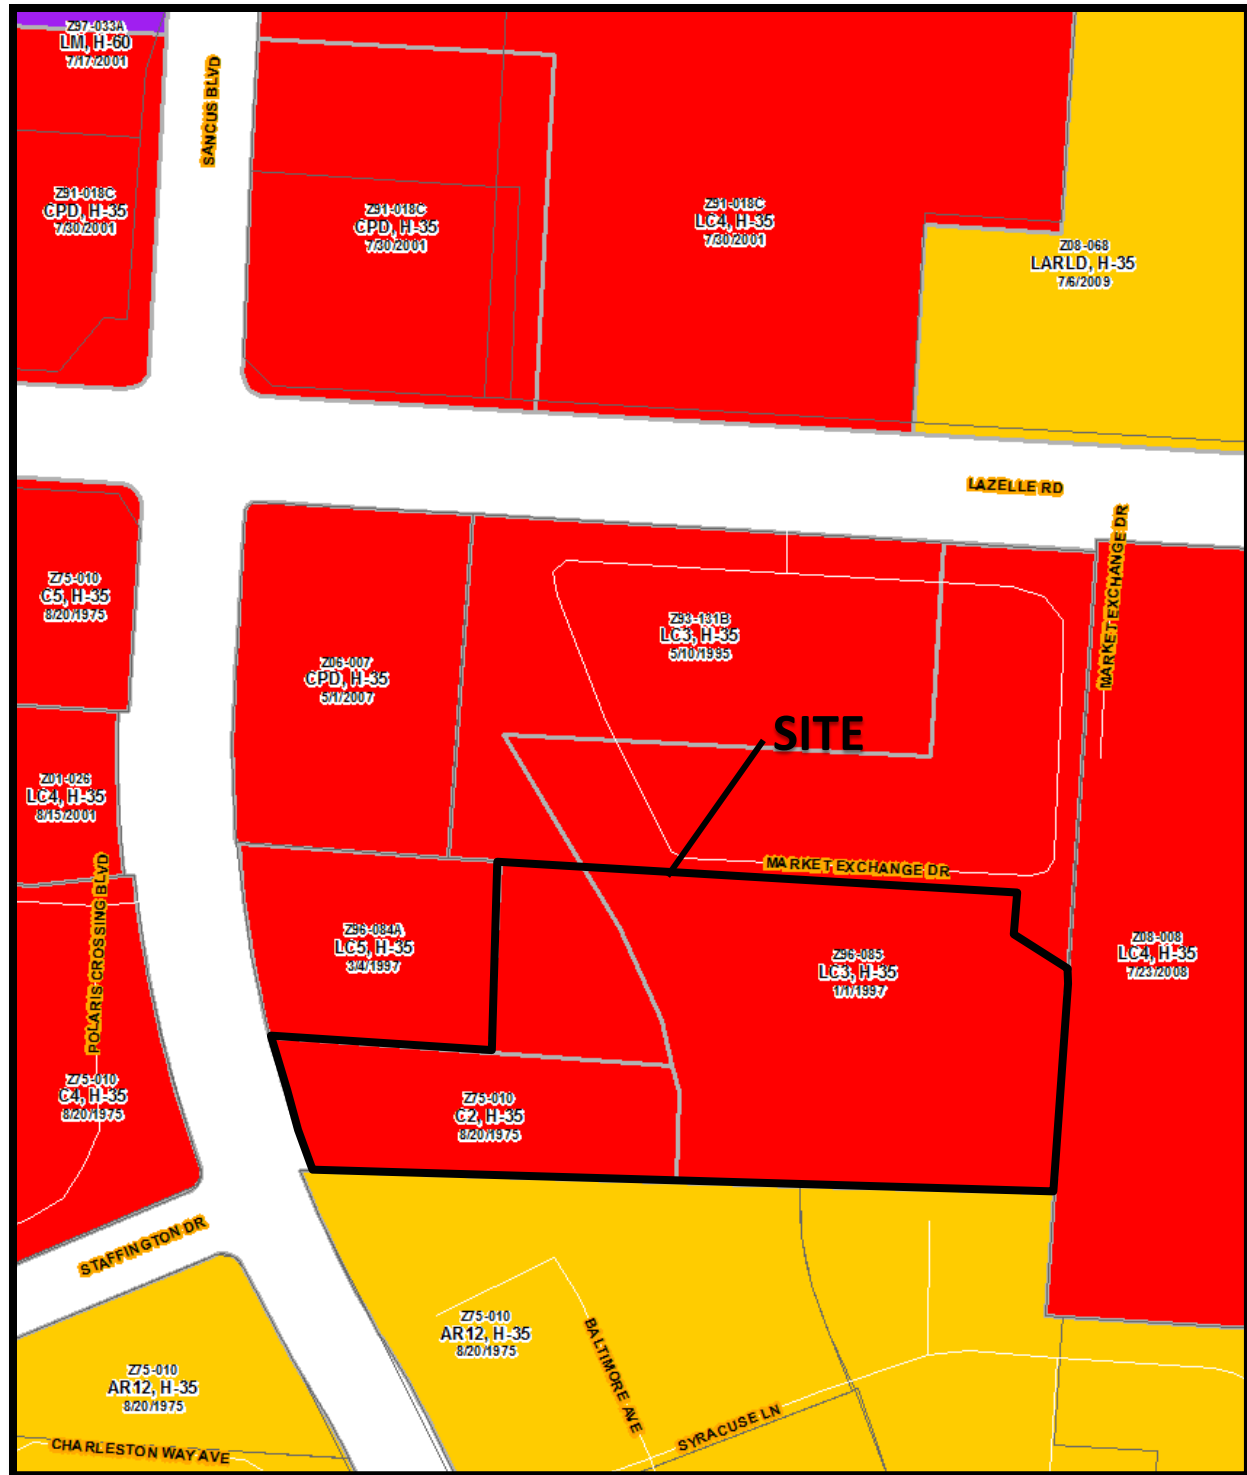 Z97-033A
LM, H-60
7/17/2001
SANCUS BLVD
Z91-018C
CPD, H-35
7/30/2001
Z91-018C
CPD, H-35
7/30/2001
Z91-018C
LC4, H-35
7/30/2001
Z08-068
LARLD, H-35
7/6/2009
LAZELLE RD
MARKET EXCHANGE DR
Z75-010
C5, H-35
8/20/1975
Z93-131B
LC3, H-35
5/10/1995
Z06-007
CPD, H-35
5/1/2007
SITE
Z01-026
LC4, H-35
8/15/2001
MARKET EXCHANGE DR
POLARIS CROSSING BLVD
Z96-084A
LC5, H-35
3/4/1997
Z96-085
LC3, H-35
1/1/1997
Z08-008
LC4, H-35
7/23/2008
Z75-010
C4, H-35
8/20/1975
Z75-010
C2, H-35
8/20/1975
STAFFINGTON DR
Z75-010
AR12, H-35
8/20/1975
BALTIMORE AVE
Z75-010
AR12, H-35
8/20/1975
SYRACUSE LN
CHARLESTON WAY AVE